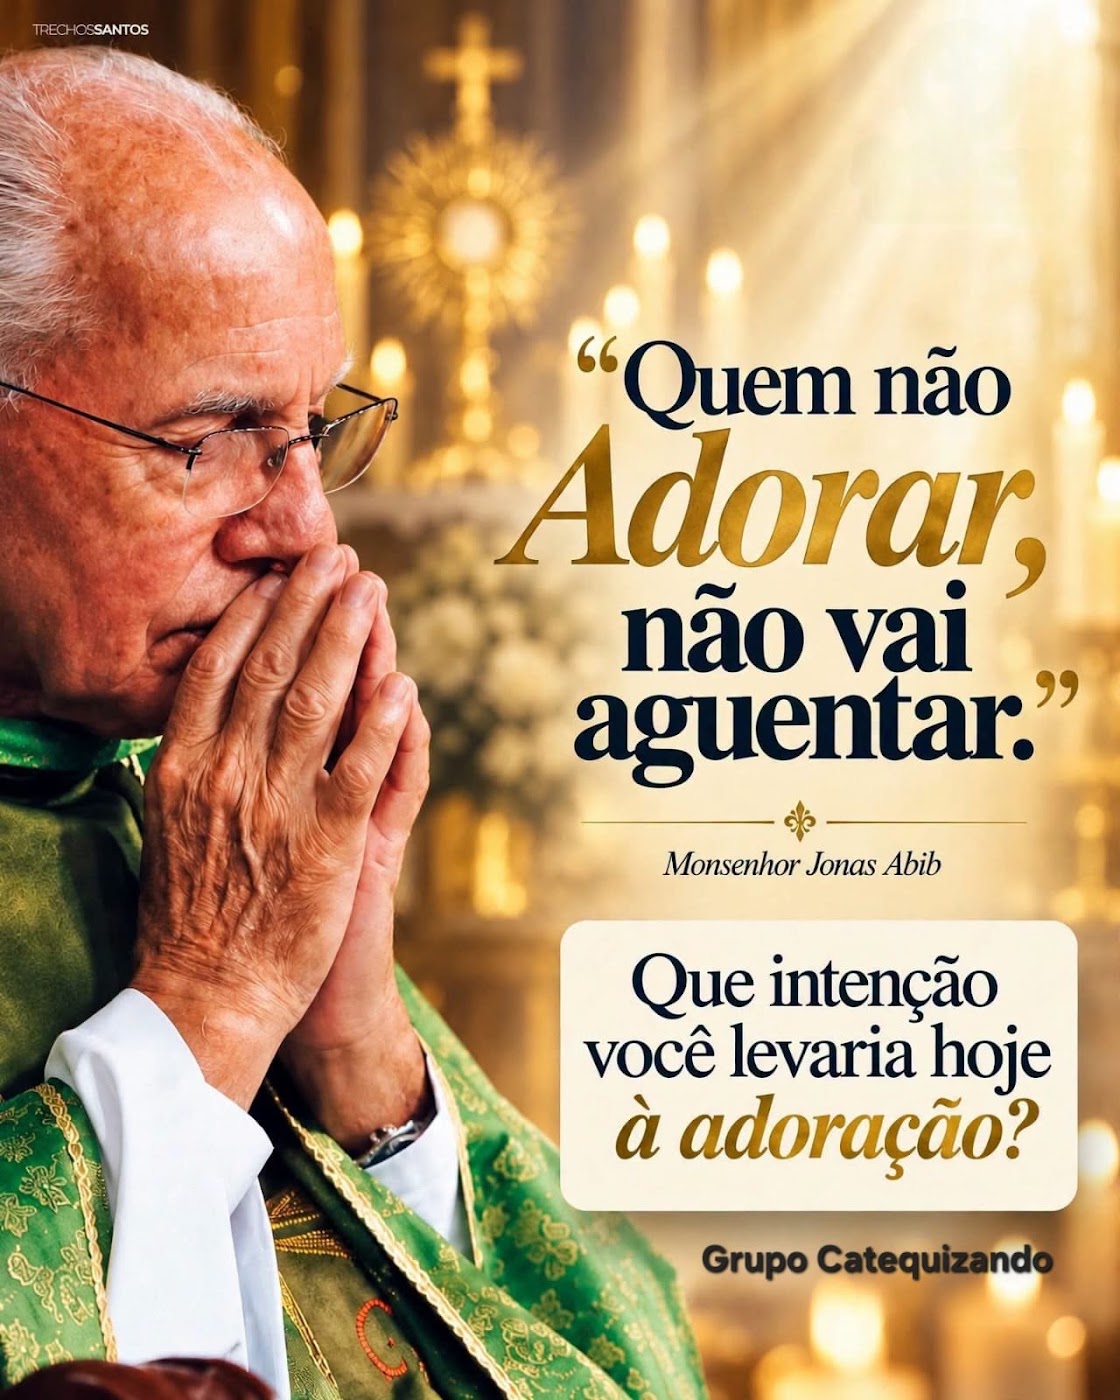 TRECHOSSANTOS
“Quem não
Adorar,
não vai
aguentar.”
Monsenhor Jonas Abib
Que intenção
você levaria hoje
à adoração?
Grupo Catequizando